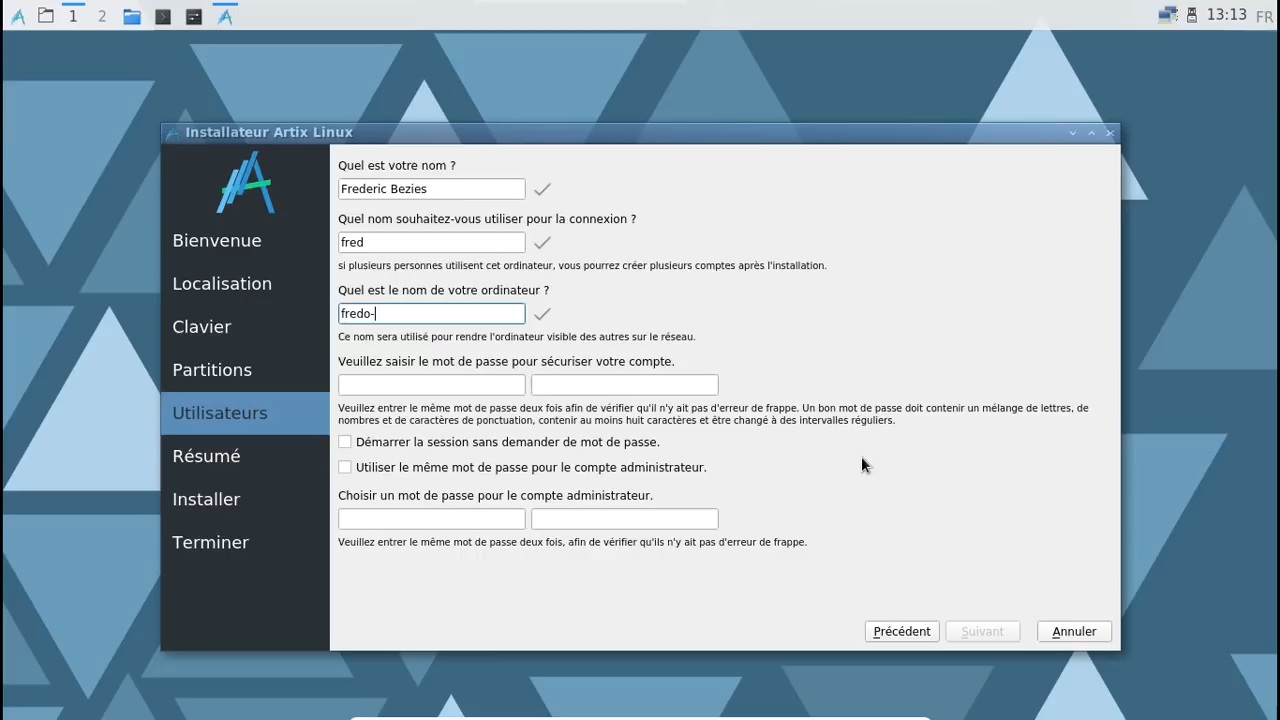 1 2 13:13 FR
Installateur Artix Linux
Bienvenue
Localisation
Clavier
Partitions
Utilisateurs
Résumé
Installer
Terminer
Quel est votre nom ?
Frederic Bezies
Quel nom souhaitez-vous utiliser pour la connexion ?
fred
si plusieurs personnes utilisent cet ordinateur, vous pourrez créer plusieurs comptes après l'installation.
Quel est le nom de votre ordinateur ?
fredo-
Ce nom sera utilisé pour rendre l'ordinateur visible des autres sur le réseau.
Veuillez saisir le mot de passe pour sécuriser votre compte.
Veuillez entrer le même mot de passe deux fois afin de vérifier qu'il n'y ait pas d'erreur de frappe. Un bon mot de passe doit contenir un mélange de lettres, de
nombres et de caractères de ponctuation, contenir au moins huit caractères et être changé à des intervalles réguliers.
Démarrer la session sans demander de mot de passe.
Utiliser le même mot de passe pour le compte administrateur.
Choisir un mot de passe pour le compte administrateur.
Veuillez entrer le même mot de passe deux fois, afin de vérifier qu'ils n'y ait pas d'erreur de frappe.
Précédent Suivant Annuler